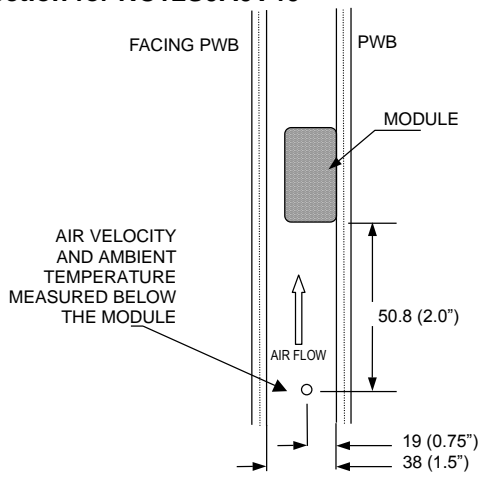 FACING PWB
PWB
MODULE
AIR VELOCITY
AND AMBIENT
TEMPERATURE
MEASURED BELOW
THE MODULE
50.8 (2.0")
AIR FLOW
19 (0.75")
38 (1.5")